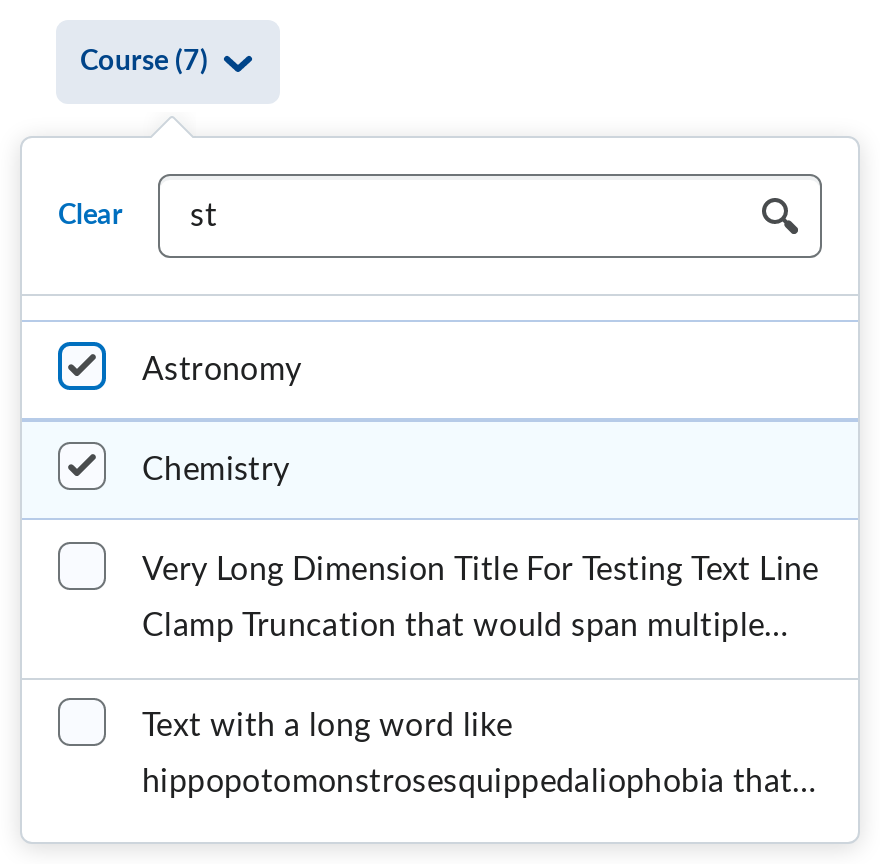 Course (7)
Clear
st
Astronomy
Chemistry
Very Long Dimension Title For Testing Text Line
Clamp Truncation that would span multiple...
Text with a long word like
hippopotomonstrosesquippedaliophobia that...